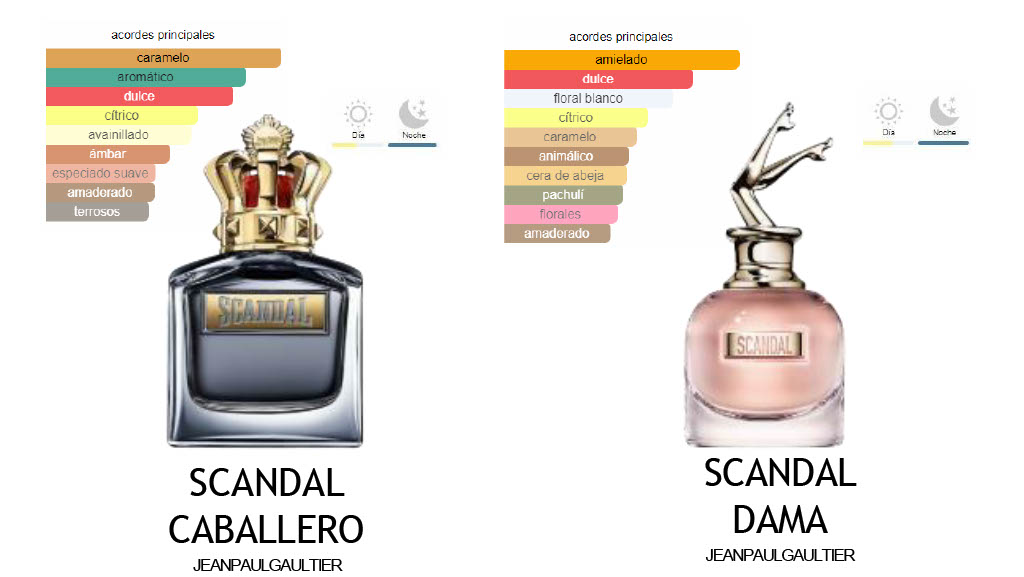 acordes principales
caramelo
aromático
dulce
cítrico
avainillado
ámbar
especiado suave
amaderado
terrosos
Día
Noche
SCANDAL
SCANDAL
CABALLERO
JEANPAULGAULTIER
acordes principales
amielado
dulce
floral blanco
cítrico
caramelo
animálico
cera de abeja
pachulí
florales
amaderado
Día
Noche
SCANDAL
SCANDAL
DAMA
JEANPAULGAULTIER